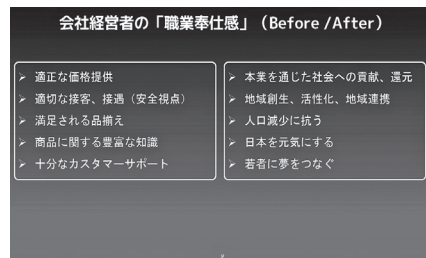 会社経営者の「職業奉仕感」（Before /After）
➢ 適正な価格提供
➢ 適切な接客、接遇（安全視点）
➢ 満足される品揃え
➢ 商品に関する豊富な知識
➢ 十分なカスタマーサポート
➢ 本業を通じた社会への貢献、還元
➢ 地域創生、活性化、地域連携
➢ 人口減少に抗う
➢ 日本を元気にする
➢ 若者に夢をつなぐ